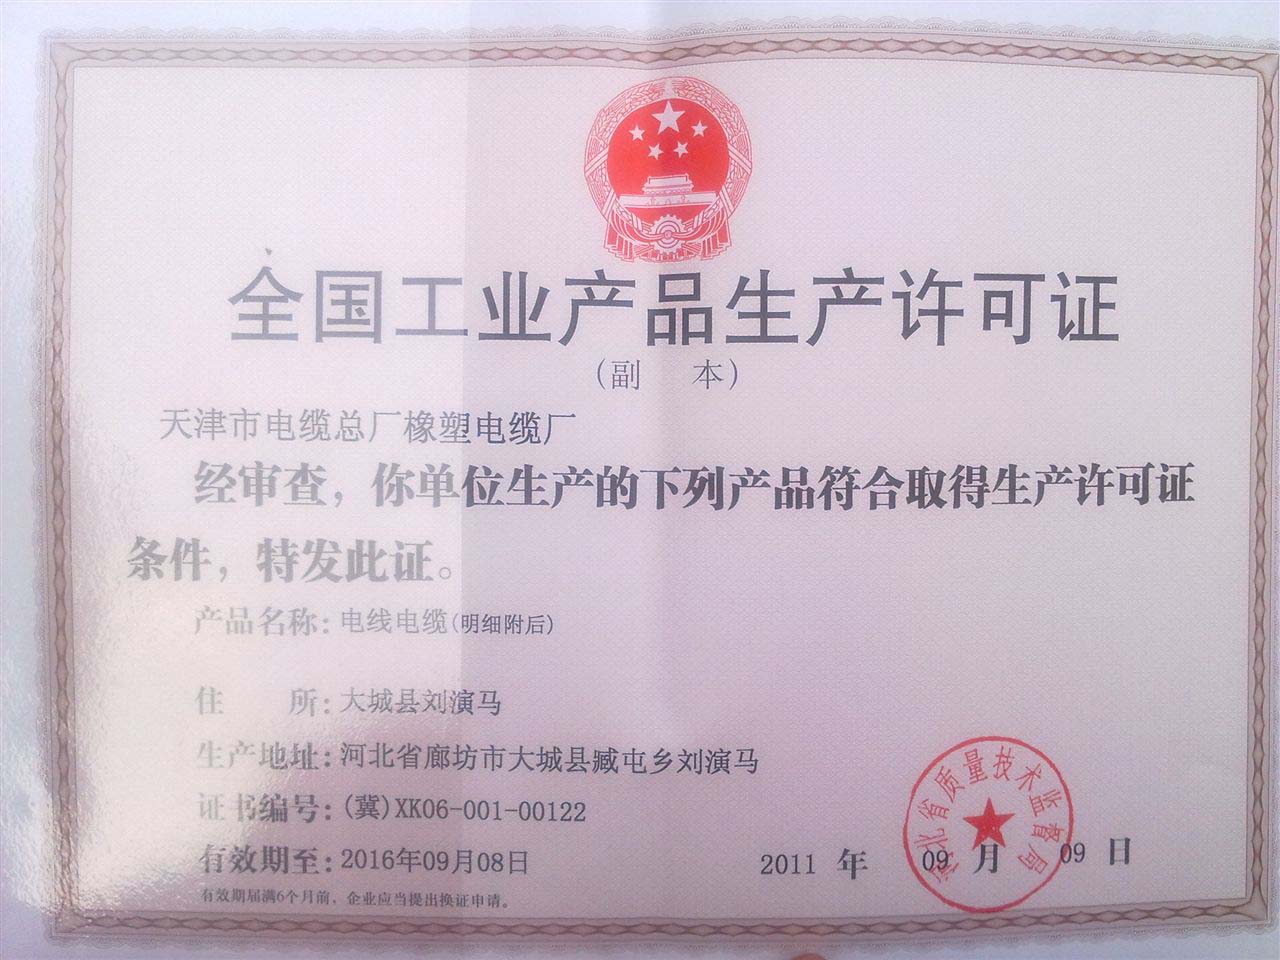 全国工业产品生产许可证
(副 本)
天津市电缆总厂橡塑电缆厂
经审查，你单位生产的下列产品符合取得生产许可证
条件，特发此证。
产品名称：电线电缆(明细附后)
住 所：大城县刘演马
生产地址：河北省廊坊市大城县臧屯乡刘演马
证书编号：(冀)XK06-001-00122
有效期至：2016年09月08日
2011 年 09 月 09 日
有效期届满6个月前，企业应当提出换证申请。
河北省质量技术监督局